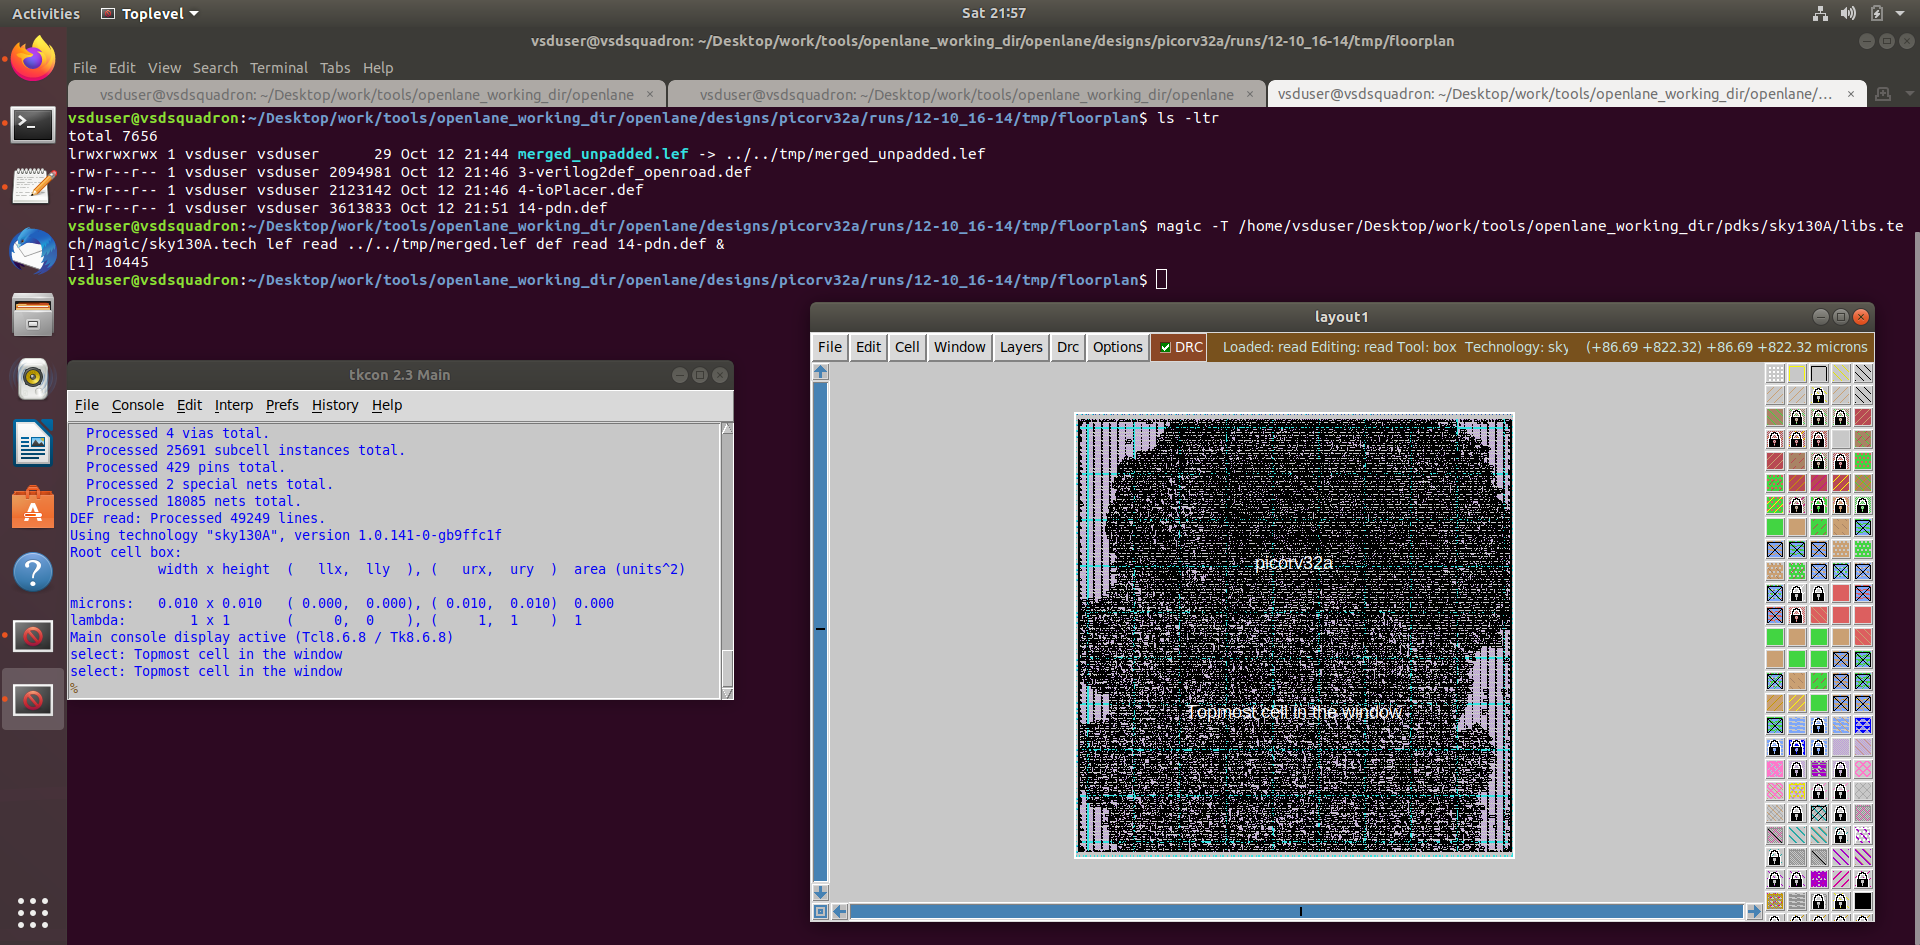 Activities Toplevel Sat 21:57
vsduser@vsdsquadron: ~/Desktop/work/tools/openlane_working_dir/openlane/designs/picorv32a/runs/12-10_16-14/tmp/floorplan
File Edit View Search Terminal Tabs Help
vsduser@vsdsquadron: ~/Desktop/work/tools/openlane_working_dir/openlane × vsduser@vsdsquadron: ~/Desktop/work/tools/openlane_working_dir/openlane × vsduser@vsdsquadron: ~/Desktop/work/tools/openlane_working_dir/openlane/... ×
vsduser@vsdsquadron:~/Desktop/work/tools/openlane_working_dir/openlane/designs/picorv32a/runs/12-10_16-14/tmp/floorplan$ ls -ltr
total 7656
lrwxrwxrwx 1 vsduser vsduser      29 Oct 12 21:44 merged_unpadded.lef -> ../../tmp/merged_unpadded.lef
-rw-r--r-- 1 vsduser vsduser 2094981 Oct 12 21:46 3-verilog2def_openroad.def
-rw-r--r-- 1 vsduser vsduser 2123142 Oct 12 21:46 4-ioPlacer.def
-rw-r--r-- 1 vsduser vsduser 3613833 Oct 12 21:51 14-pdn.def
vsduser@vsdsquadron:~/Desktop/work/tools/openlane_working_dir/openlane/designs/picorv32a/runs/12-10_16-14/tmp/floorplan$ magic -T /home/vsduser/Desktop/work/tools/openlane_working_dir/pdks/sky130A/libs.te
ch/magic/sky130A.tech lef read ../../tmp/merged.lef def read 14-pdn.def &
[1] 10445
vsduser@vsdsquadron:~/Desktop/work/tools/openlane_working_dir/openlane/designs/picorv32a/runs/12-10_16-14/tmp/floorplan$
tkcon 2.3 Main
File Console Edit Interp Prefs History Help
Processed 4 vias total.
Processed 25691 subcell instances total.
Processed 429 pins total.
Processed 2 special nets total.
Processed 18085 nets total.
DEF read: Processed 49249 lines.
Using technology "sky130A", version 1.0.141-0-gb9ffc1f
Root cell box:
width x height  (   llx,  lly  ), (   urx,  ury  )  area (units^2)
microns:   0.010 x 0.010   ( 0.000,  0.000), ( 0.010,  0.010)  0.000
lambda:        1 x 1       (     0,  0    ), (     1,  1    )  1
Main console display active (Tcl8.6.8 / Tk8.6.8)
select: Topmost cell in the window
select: Topmost cell in the window
%
layout1
File Edit Cell Window Layers Drc Options DRC Loaded: read Editing: read Tool: box Technology: sky (+86.69 +822.32) +86.69 +822.32 microns
picorv32a
Topmost cell in the window